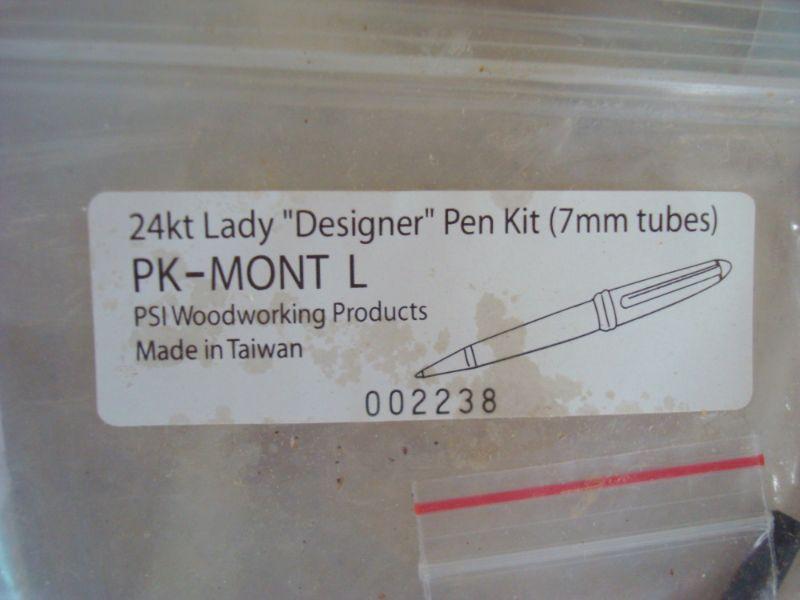 24kt Lady "Designer" Pen Kit (7mm tubes)
PK-MONT L
PSI Woodworking Products
Made in Taiwan
002238